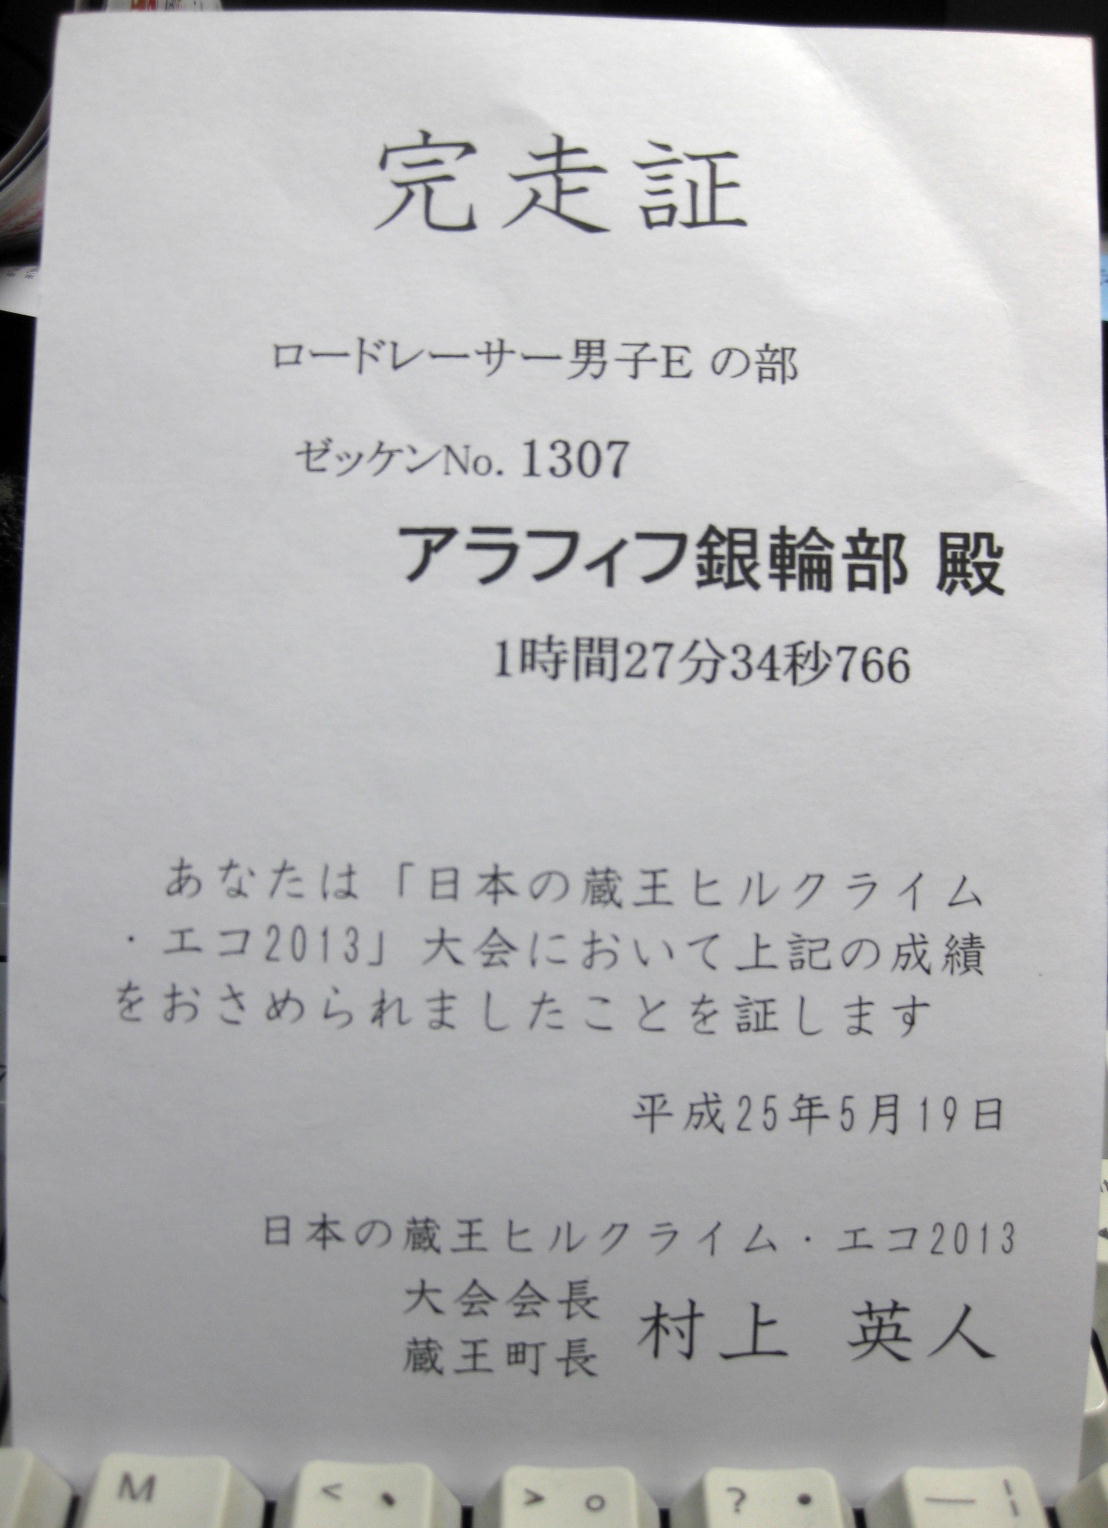 完走証
ロードレーサー男子E の部
ゼッケンNo. 1307
アラフィフ銀輪部 殿
1時間27分34秒766
あなたは「日本の蔵王ヒルクライム
・エコ2013」大会において上記の成績
をおさめられましたことを証します
平成25年5月19日
日本の蔵王ヒルクライム・エコ2013
大会会長
蔵王町長
村上 英人
M
< 、
> 。
? ・